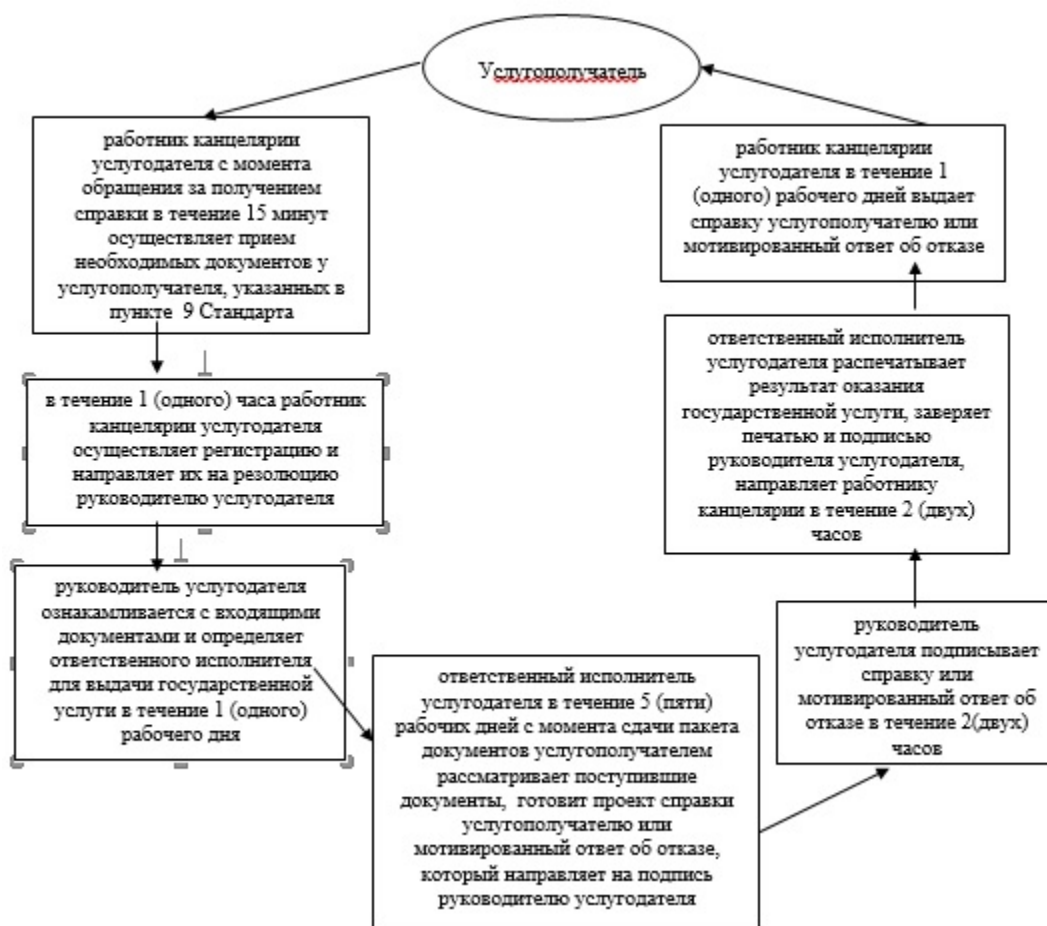 Услугополучатель
работник канцелярии
услугодателя с момента
обращения за получением
справки в течение 15 минут
осуществляет прием
необходимых документов у
услугополучателя, указанных в
пункте 9 Стандарта
в течение 1 (одного) часа работник
канцелярии услугодателя
осуществляет регистрацию и
направляет их на резолюцию
руководителю услугодателя
руководитель услугодателя
ознакамливается с входящими
документами и определяет
ответственного исполнителя
для выдачи государственной
услуги в течение 1 (одного)
рабочего дня
ответственный исполнитель
услугодателя в течение 5 (пяти)
рабочих дней с момента сдачи пакета
документов услугополучателем
рассматривает поступившие
документы, готовит проект справки
услугополучателю или
мотивированный ответ об отказе,
который направляет на подпись
руководителю услугодателя
руководитель
услугодателя подписывает
справку или
мотивированный ответ об
отказе в течение 2(двух)
часов
ответственный исполнитель
услугодателя распечатывает
результат оказания
государственной услуги, заверяет
печатью и подписью
руководителя услугодателя,
направляет работнику
канцелярии в течение 2 (двух)
часов
работник канцелярии
услугодателя в течение 1
(одного) рабочего дней выдает
справку услугополучателю или
мотивированный ответ об отказе